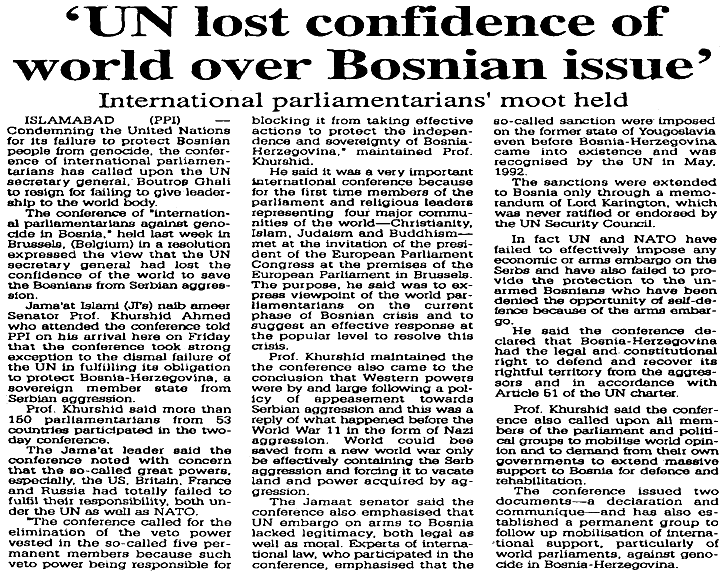 'UN lost confidence of
world over Bosnian issue'
International parliamentarians' moot held
ISLAMABAD (PPI) —
Condemning the United Nations
for its failure to protect Bosnian
people from genocide, the confer-
ence of international parliamen-
tarians has called upon the UN
secretary general, Boutros Ghali
to resign for failing to give leader-
ship to the world body.
The conference of "internation-
al parliamentarians against geno-
cide in Bosnia," held last week in
Brussels, (Belgium) in a resolution
expressed the view that the UN
secretary general had lost the
confidence of the world to save
the Bosnians from Serbian aggres-
sion.
Jama'at Islami (JI's) naib ameer
Senator Prof. Khurshid Ahmed
who attended the conference told
PPI on his arrival here on Friday
that the conference took strong
exception to the dismal failure of
the UN in fulfilling its obligation
to protect Bosnia-Herzegovina, a
sovereign member state from
Serbian aggression.
Prof. Khurshid said more than
150 parliamentarians from 53
countries participated in the two-
day conference.
The Jama'at leader said the
conference noted with concern
that the so-called great powers,
especially, the US, Britain, France
and Russia had totally failed to
fulfil their responsibility, both un-
der the UN as well as NATO.
"The conference called for the
elimination of the veto power
vested in the so-called five per-
manent members because such
veto power being responsible for
blocking it from taking effective
actions to protect the indepen-
dence and sovereignty of Bosnia-
Herzegovina," maintained Prof.
Khurshid.
He said it was a very important
international conference because
for the first time members of the
parliament and religious leaders
representing four major commu-
nities of the world—Christianity,
Islam, Judaism and Buddhism—
met at the invitation of the presi-
dent of the European Parliament
Congress at the premises of the
European Parliament in Brussels.
The purpose, he said was to ex-
press viewpoint of the world par-
liamentarians on the current
phase of Bosnian crisis and to
suggest an effective response at
the popular level to resolve this
crisis.
Prof. Khurshid maintained the
the conference also came to the
conclusion that Western powers
were by and large following a pol-
icy of appeasement towards
Serbian aggression and this was a
reply of what happened before the
World War 11 in the form of Nazi
aggression. World could bee
saved from a new world war only
be effectively containing the Serb
aggression and forcing it to vacate
land and power acquired by ag-
gression.
The Jamaat senator said the
conference also emphasised that
UN embargo on arms to Bosnia
lacked legitimacy, both legal as
well as moral. Experts of interna-
tional law, who participated in the
conference, emphasised that the
so-called sanction were imposed
on the former state of Yougoslavia
even before Bosnia-Herzegovina
came into existence and was
recognised by the UN in May,
1992.
The sanctions were extended
to Bosnia only through a memo-
randum of Lord Karington, which
was never ratified or endorsed by
the UN Security Council.
In fact UN and NATO have
failed to effectively impose any
economic or arms embargo on the
Serbs and have also failed to pro-
vide the protection to the un-
armed Bosnians who have been
denied the opportunity of self-de-
fence because of the arms embar-
go.
He said the conference de-
clared that Bosnia-Herzegovina
had the legal and constitutional
right to defend and recover its
rightful territory from the aggres-
sors and in accordance with
Article 51 of the UN charter.
Prof. Khurshid said the confer-
ence also called upon all mem-
bers of the parliament and politi-
cal groups to mobilise world opin-
ion and to demand from their own
governments to extend massive
support to Bosnia for defence and
rehabilitation.
The conference issued two
documents—a declaration and
communique—and has also es-
tablished a permanent group to
follow up mobilisation of interna-
tional support, particularly of
world parliaments, against geno-
cide in Bosnia-Herzegovina.